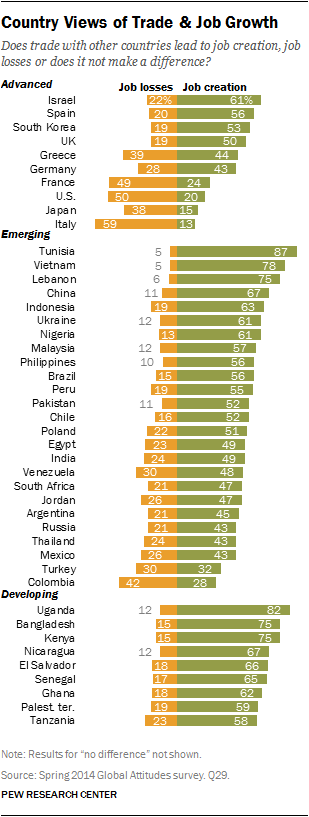 Country Views of Trade & Job Growth
Does trade with other countries lead to job creation, job
losses or does it not make a difference?
Advanced Job losses Job creation
Israel 22% 61%
Spain 20 56
South Korea 19 53
UK 19 50
Greece 39 44
Germany 28 43
France 49 24
U.S. 50 20
Japan 38 15
Italy 59 13
Emerging
Tunisia 5 87
Vietnam 5 78
Lebanon 6 75
China 11 67
Indonesia 19 63
Ukraine 12 61
Nigeria 13 61
Malaysia 12 57
Philippines 10 56
Brazil 15 56
Peru 19 55
Pakistan 11 52
Chile 16 52
Poland 22 51
Egypt 23 49
India 24 49
Venezuela 30 48
South Africa 21 47
Jordan 26 47
Argentina 21 45
Russia 21 43
Thailand 24 43
Mexico 26 43
Turkey 30 32
Colombia 42 28
Developing
Uganda 12 82
Bangladesh 15 75
Kenya 15 75
Nicaragua 12 67
El Salvador 18 66
Senegal 17 65
Ghana 18 62
Palest. ter. 19 59
Tanzania 23 58
Note: Results for “no difference” not shown.
Source: Spring 2014 Global Attitudes survey. Q29.
PEW RESEARCH CENTER